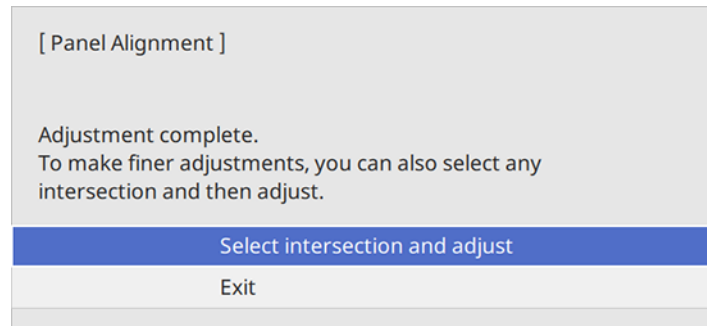 [ Panel Alignment ]
Adjustment complete.
To make finer adjustments, you can also select any
intersection and then adjust.
Select intersection and adjust
Exit